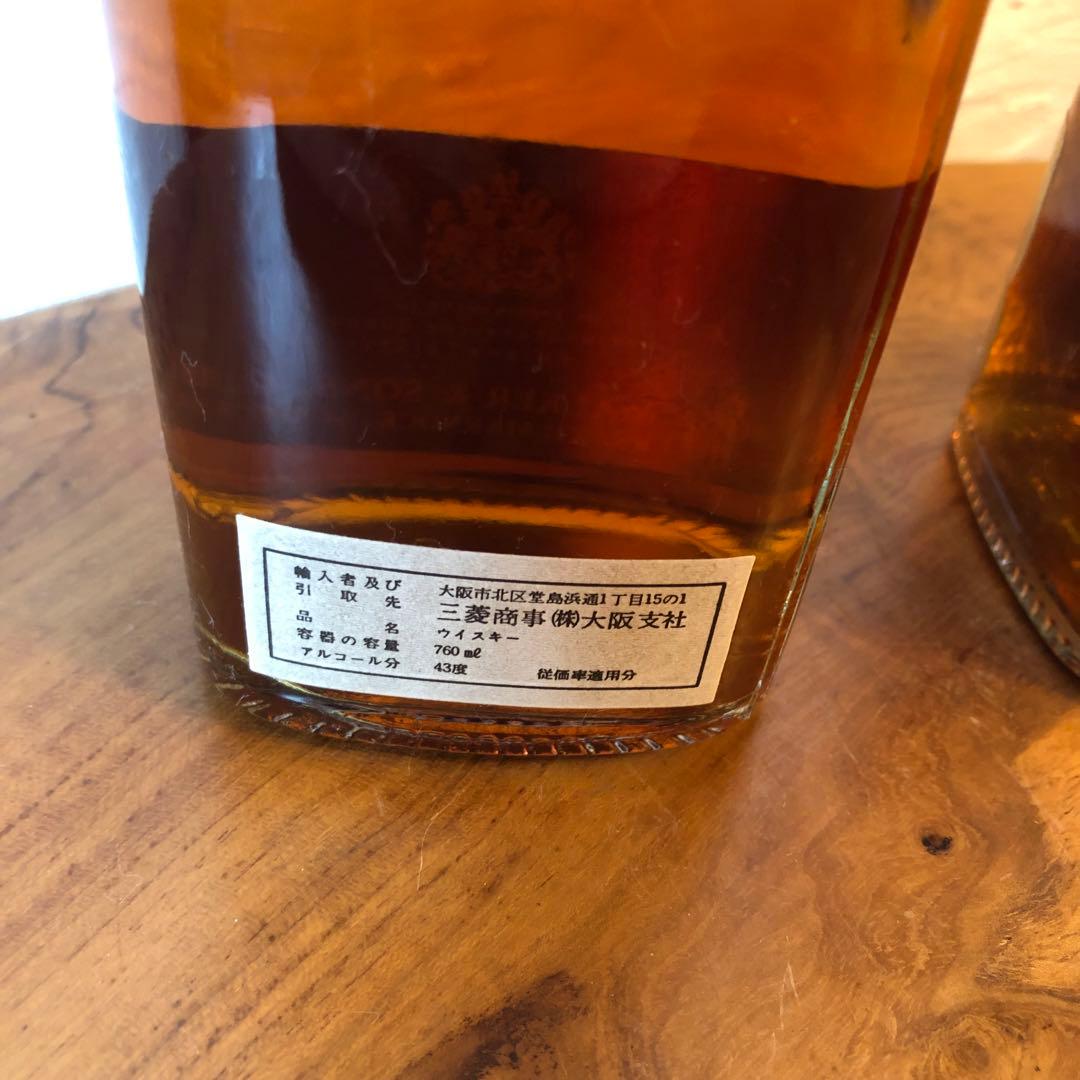 輸入者及び
引取先
大阪市北区堂島浜通1丁目15の1
三菱商事(株)大阪支社
品名 ウイスキー
容器の容量 760㎖
アルコール分 43度 従価率適用分